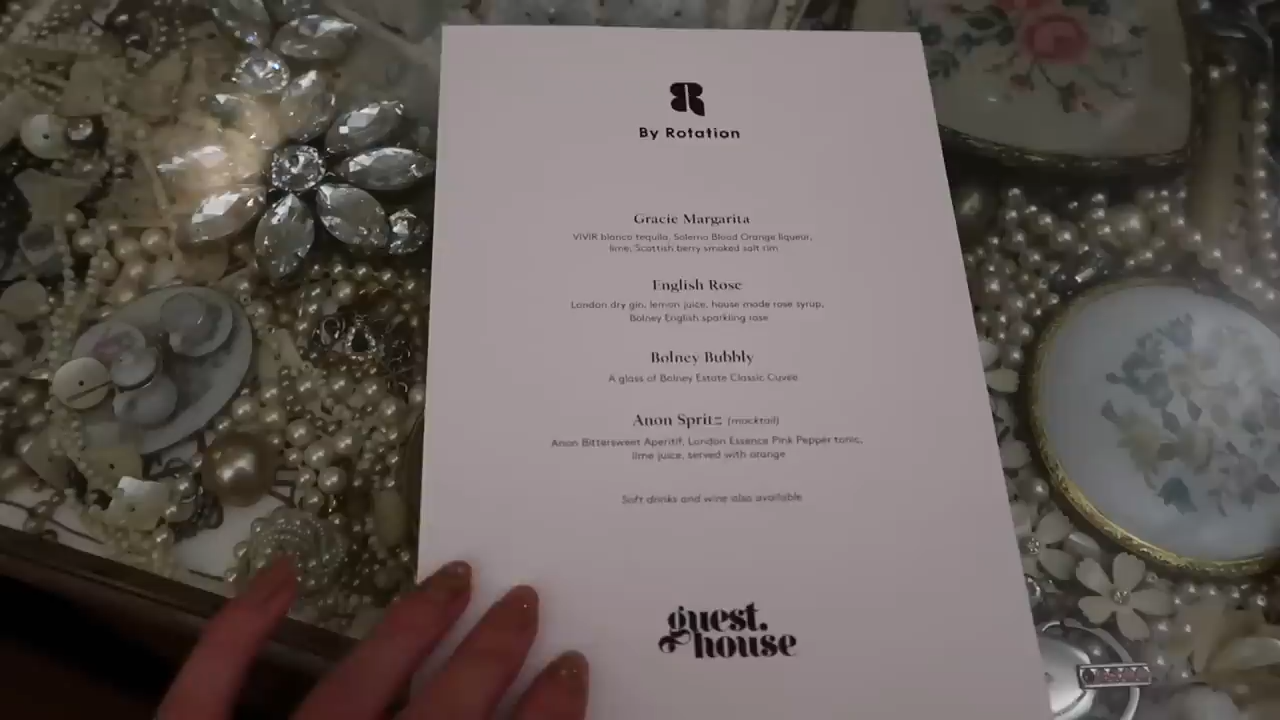 By Rotation
Gracie Margarita
VIVIR blanco tequila, Solerno Blood Orange liqueur,
lime, Scottish berry smoked salt rim
English Rose
London dry gin, lemon juice, house made rose syrup,
Bolney English sparkling rose
Bolney Bubbly
A glass of Bolney Estate Classic Cuvée
Anon Spritz (mocktail)
Anon Bittersweet Aperitif, London Essence Pink Pepper tonic,
lime juice, served with orange
Soft drinks and wine also available
guest.
house